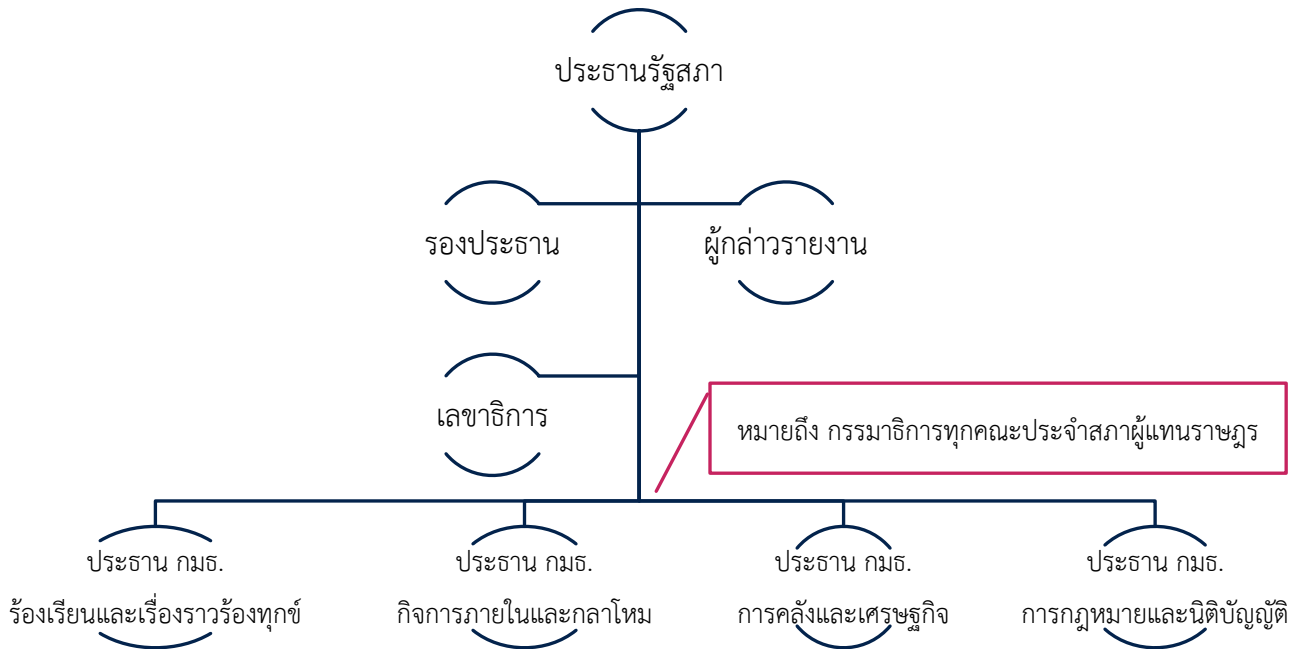 ประธานรัฐสภา
รองประธาน
ผู้กล่าวรายงาน
เลขาธิการ
หมายถึง กรรมาธิการทุกคณะประจำสภาผู้แทนราษฎร
ประธาน กมธ.
ร้องเรียนและเรื่องราวร้องทุกข์
ประธาน กมธ.
กิจการภายในและกลาโหม
ประธาน กมธ.
การคลังและเศรษฐกิจ
ประธาน กมธ.
การกฎหมายและนิติบัญญัติ